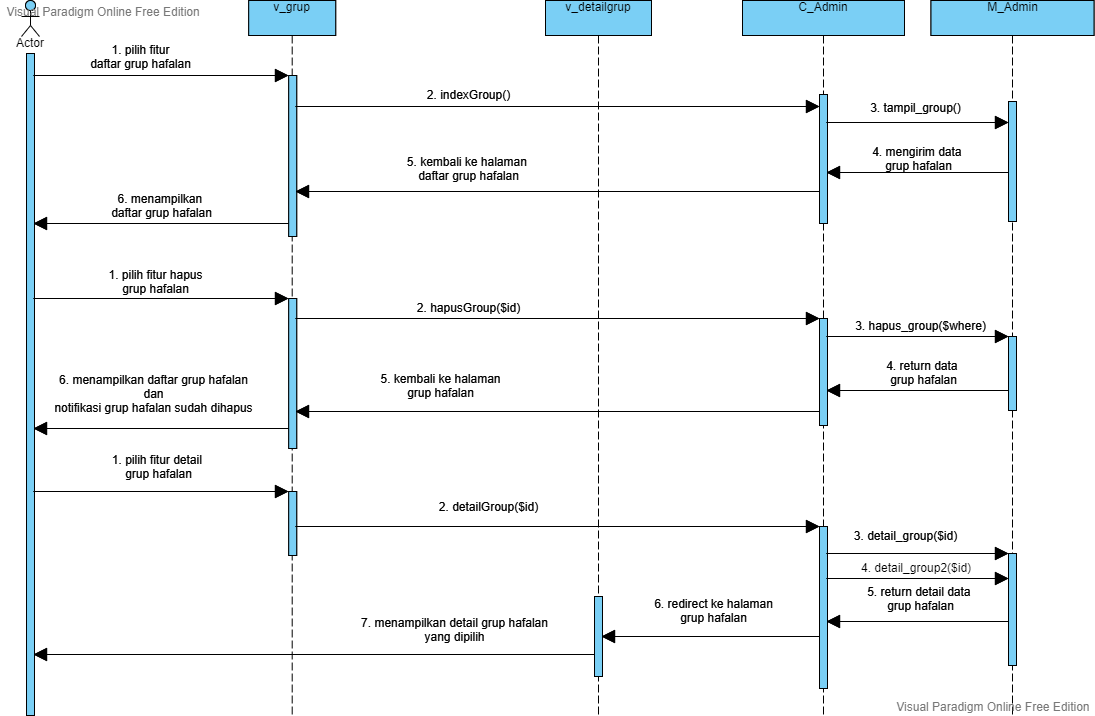 Visual Paradigm Online Free Edition
v_grup
v_detailgrup
C_Admin
M_Admin
Actor
1. pilih fitur
daftar grup hafalan
2. indexGroup()
3. tampil_group()
4. mengirim data
grup hafalan
5. kembali ke halaman
daftar grup hafalan
6. menampilkan
daftar grup hafalan
1. pilih fitur hapus
grup hafalan
2. hapusGroup($id)
3. hapus_group($where)
4. return data
grup hafalan
5. kembali ke halaman
grup hafalan
6. menampilkan daftar grup hafalan
dan
notifikasi grup hafalan sudah dihapus
1. pilih fitur detail
grup hafalan
2. detailGroup($id)
3. detail_group($id)
4. detail_group2($id)
5. return detail data
grup hafalan
6. redirect ke halaman
grup hafalan
7. menampilkan detail grup hafalan
yang dipilih
Visual Paradigm Online Free Edition